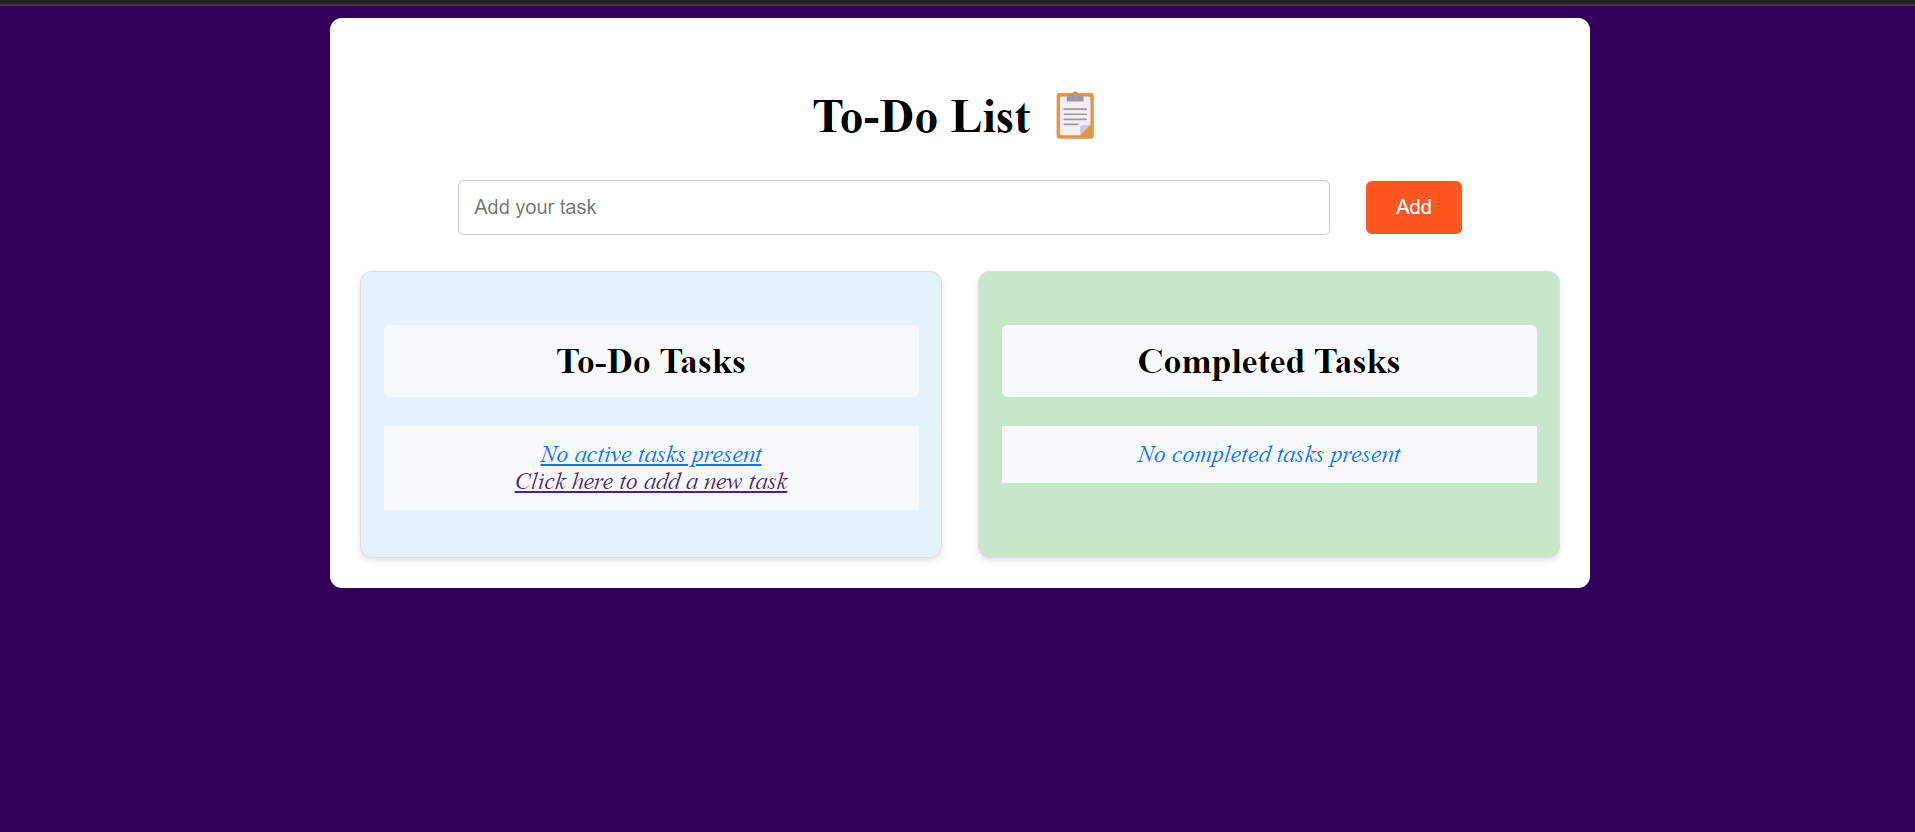 To-Do List
Add your task
Add
To-Do Tasks
No active tasks present
Click here to add a new task
Completed Tasks
No completed tasks present